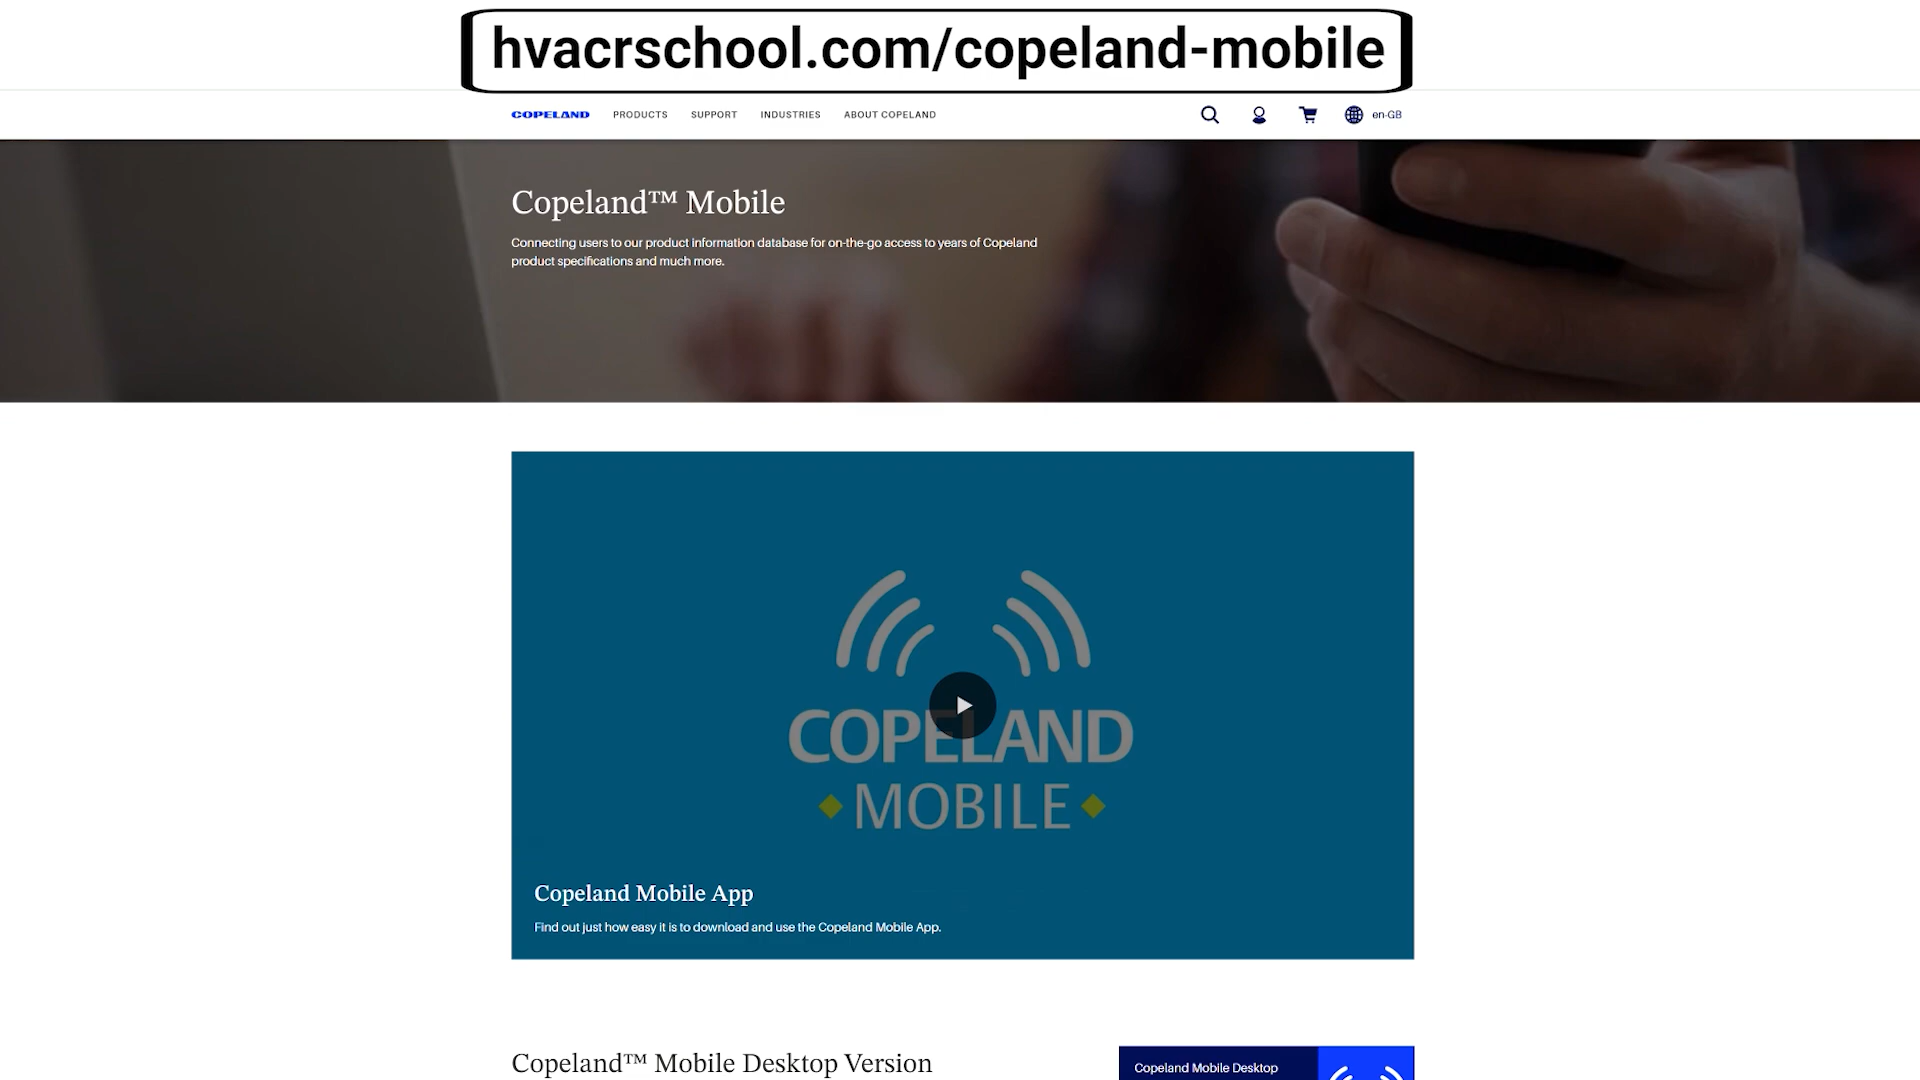 hvacrschool.com/copeland-mobile
COPELAND PRODUCTS SUPPORT INDUSTRIES ABOUT COPELAND en-GB
Copeland™ Mobile
Connecting users to our product information database for on-the-go access to years of Copeland
product specifications and much more.
COPELAND
MOBILE
Copeland Mobile App
Find out just how easy it is to download and use the Copeland Mobile App.
Copeland™ Mobile Desktop Version
Copeland Mobile Desktop